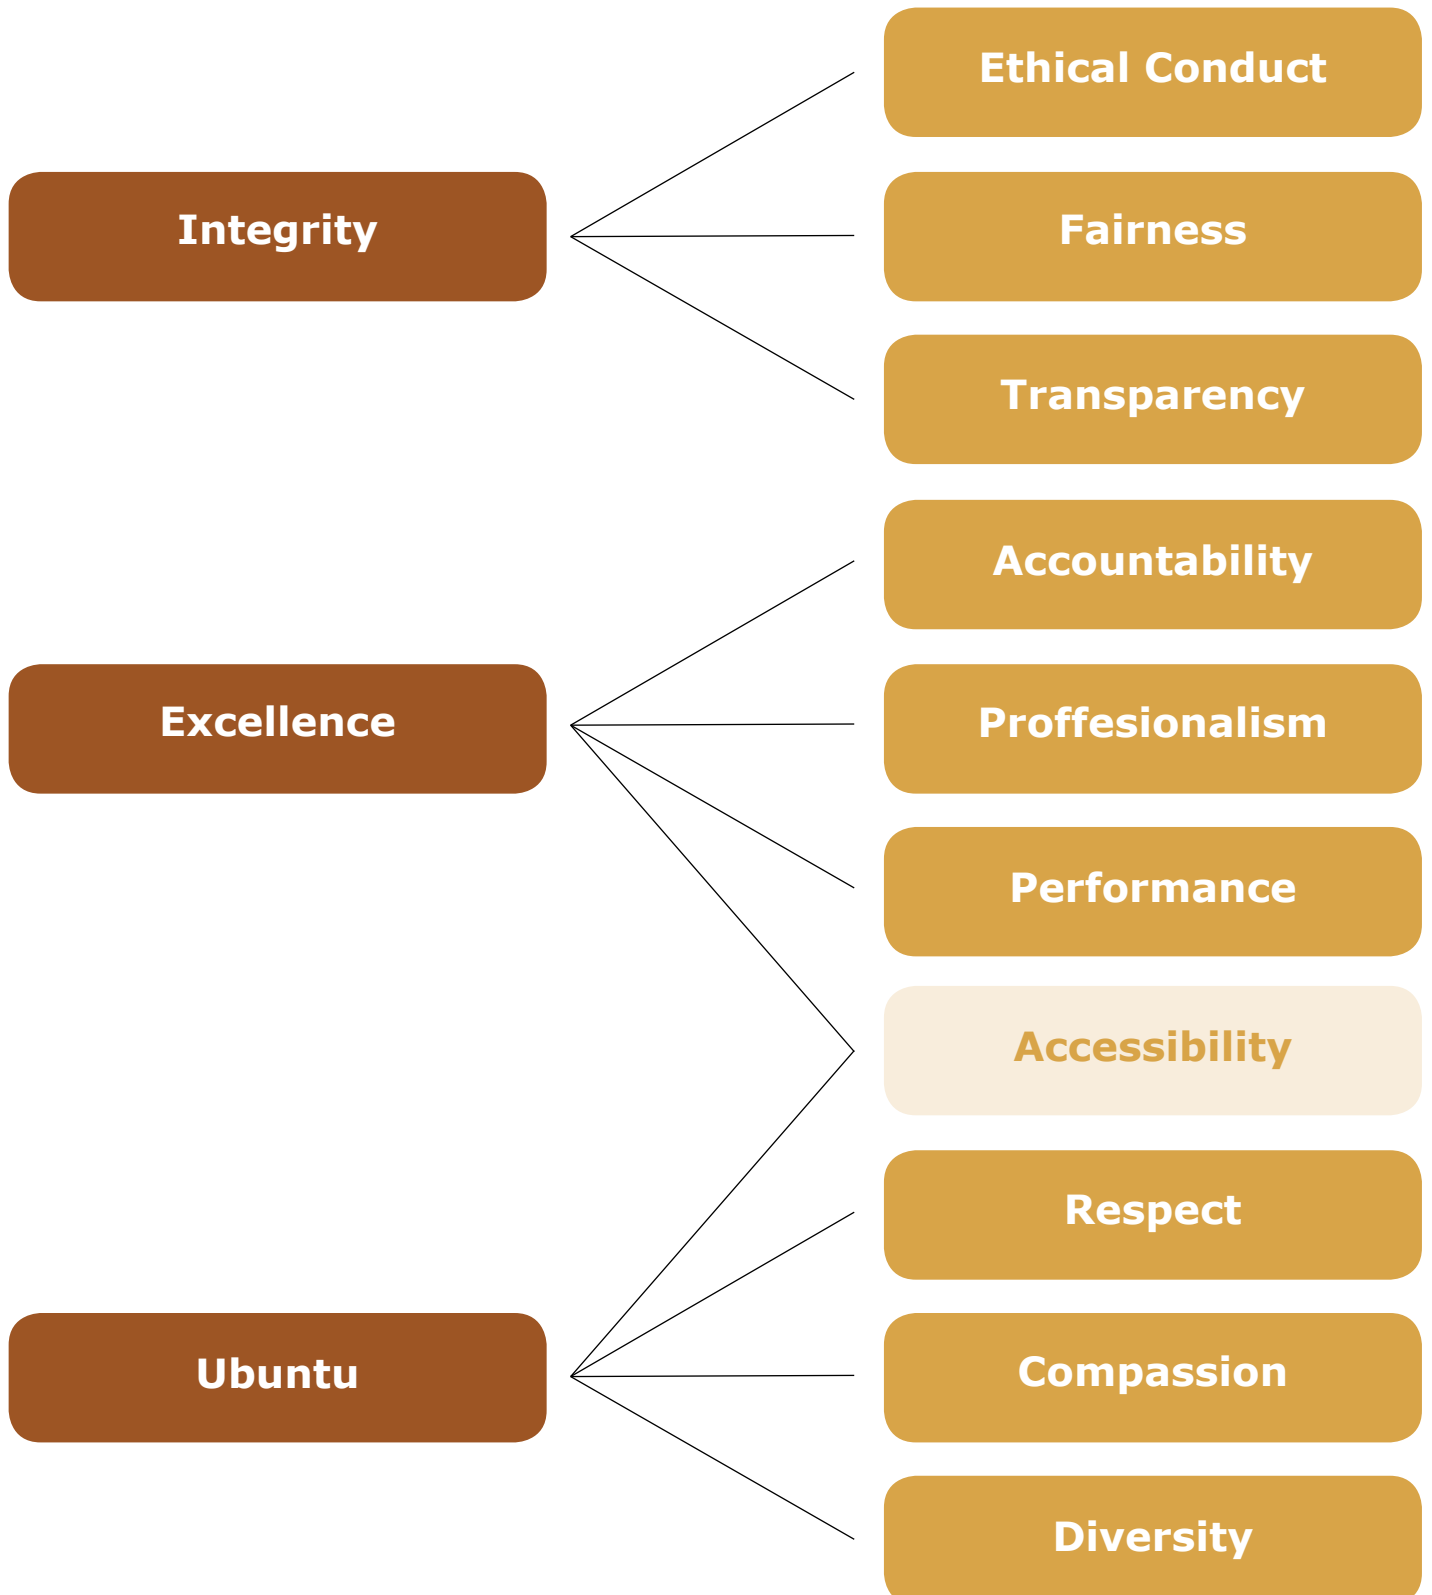 Integrity
Ethical Conduct
Fairness
Transparency
Excellence
Accountability
Proffesionalism
Performance
Accessibility
Ubuntu
Respect
Compassion
Diversity